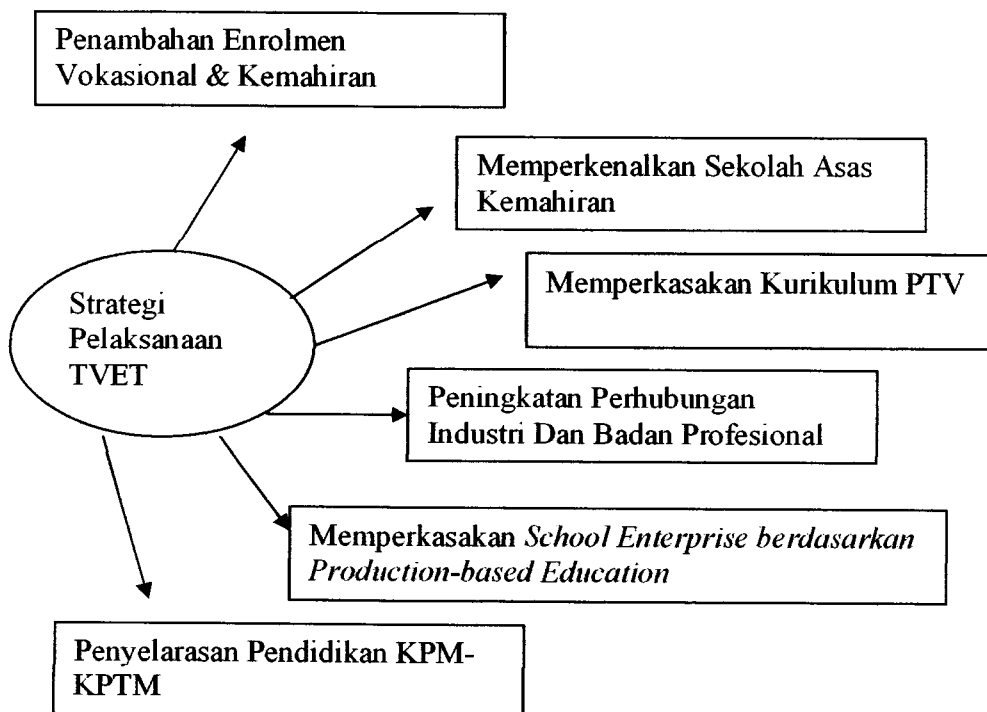 Penambahan Enrolmen
Vokasional & Kemahiran
Memperkenalkan Sekolah Asas
Kemahiran
Memperkasakan Kurikulum PTV
Strategi
Pelaksanaan
TVET
Peningkatan Perhubungan
Industri Dan Badan Profesional
Memperkasakan School Enterprise berdasarkan
Production-based Education
Penyelarasan Pendidikan KPM-
KPTM